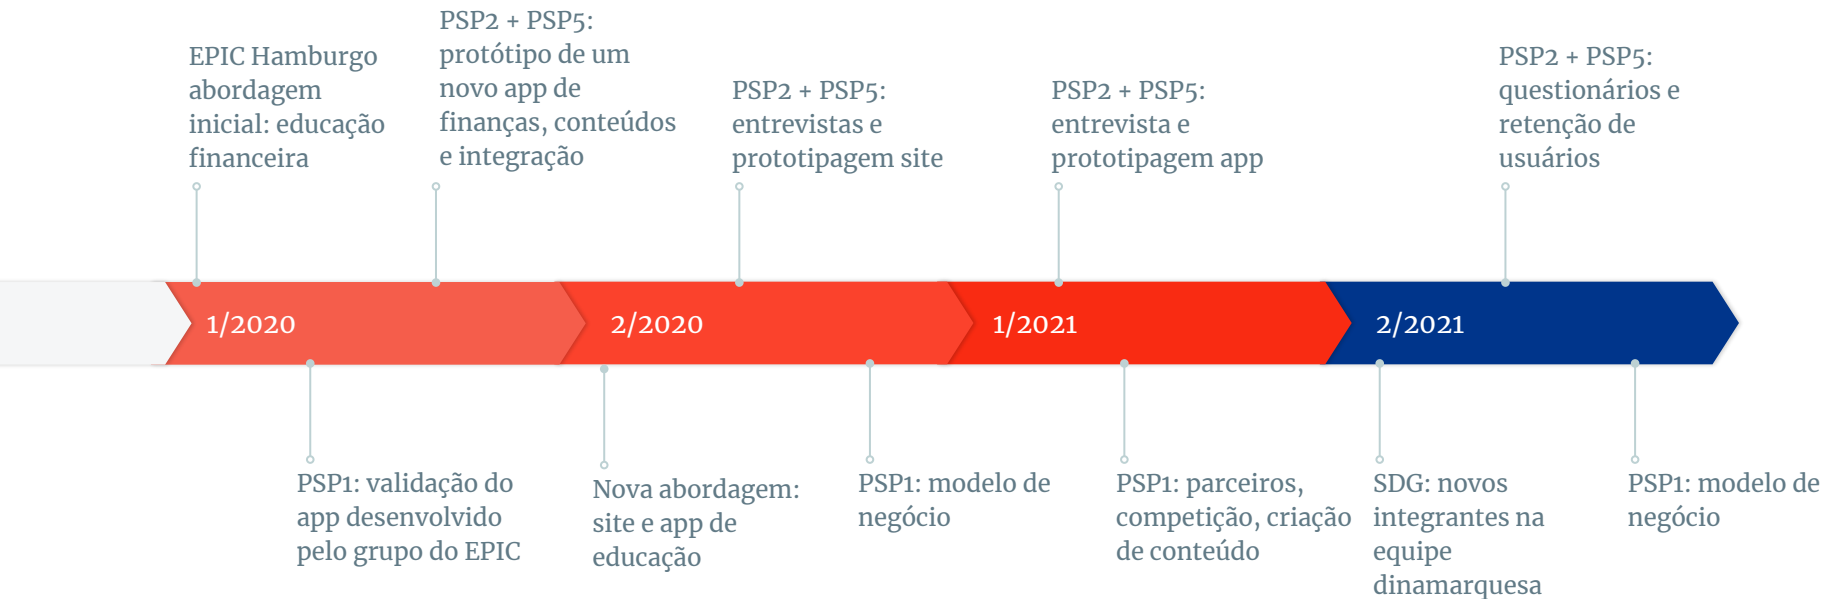 EPIC Hamburgo
abordagem
inicial: educação
financeira
PSP2 + PSP5:
protótipo de um
novo app de
finanças, conteúdos
e integração
PSP2 + PSP5:
entrevistas e
prototipagem site
PSP2 + PSP5:
entrevista e
prototipagem app
PSP2 + PSP5:
questionários e
retenção de
usuários
1/2020
2/2020
1/2021
2/2021
PSP1: validação do
app desenvolvido
pelo grupo do EPIC
Nova abordagem:
site e app de
educação
PSP1: modelo de
negócio
PSP1: parceiros,
competição, criação
de conteúdo
SDG: novos
integrantes na
equipe
dinamarquesa
PSP1: modelo de
negócio